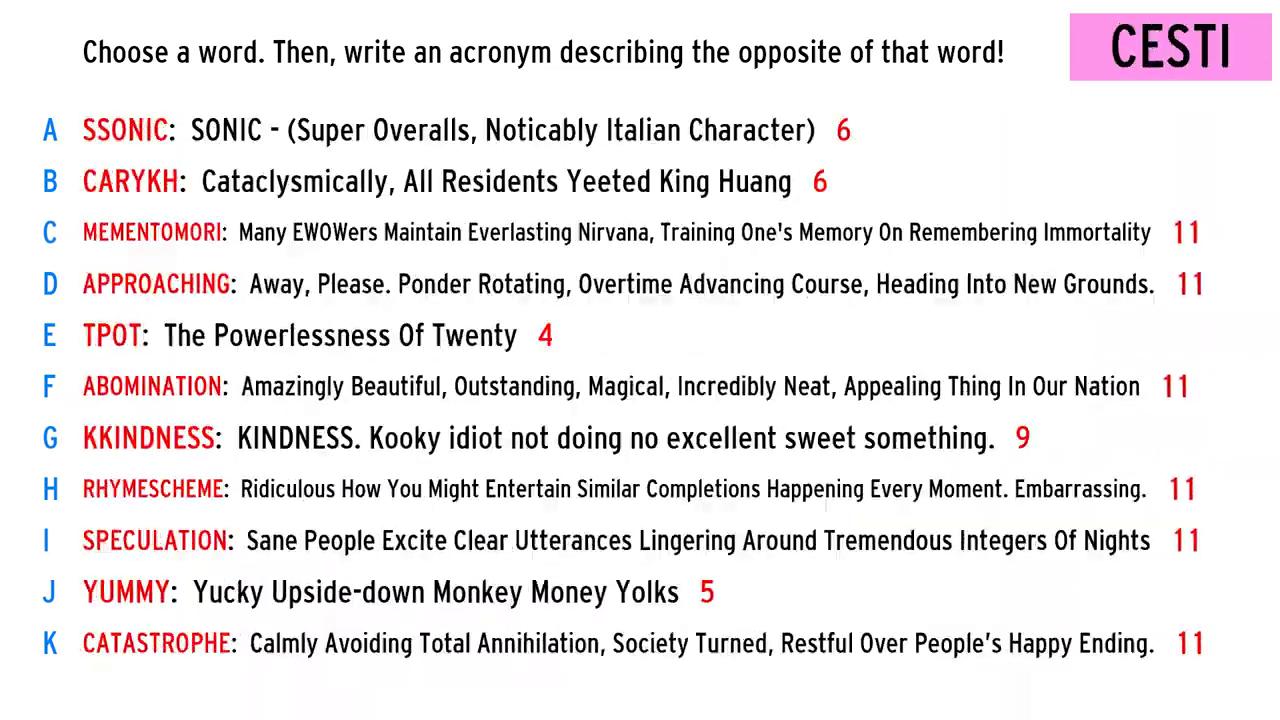 Choose a word. Then, write an acronym describing the opposite of that word!
CESTI
A SSONIC: SONIC - (Super Overalls, Noticably Italian Character) 6
B CARYKH: Cataclysmically, All Residents Yeeted King Huang 6
C MEMENTOMORI: Many EWOWers Maintain Everlasting Nirvana, Training One's Memory On Remembering Immortality 11
D APPROACHING: Away, Please. Ponder Rotating, Overtime Advancing Course, Heading Into New Grounds. 11
E TPOT: The Powerlessness Of Twenty 4
F ABOMINATION: Amazingly Beautiful, Outstanding, Magical, Incredibly Neat, Appealing Thing In Our Nation 11
G KKINDNESS: KINDNESS. Kooky idiot not doing no excellent sweet something. 9
H RHYMESCHEME: Ridiculous How You Might Entertain Similar Completions Happening Every Moment. Embarrassing. 11
I SPECULATION: Sane People Excite Clear Utterances Lingering Around Tremendous Integers Of Nights 11
J YUMMY: Yucky Upside-down Monkey Money Yolks 5
K CATASTROPHE: Calmly Avoiding Total Annihilation, Society Turned, Restful Over People’s Happy Ending. 11